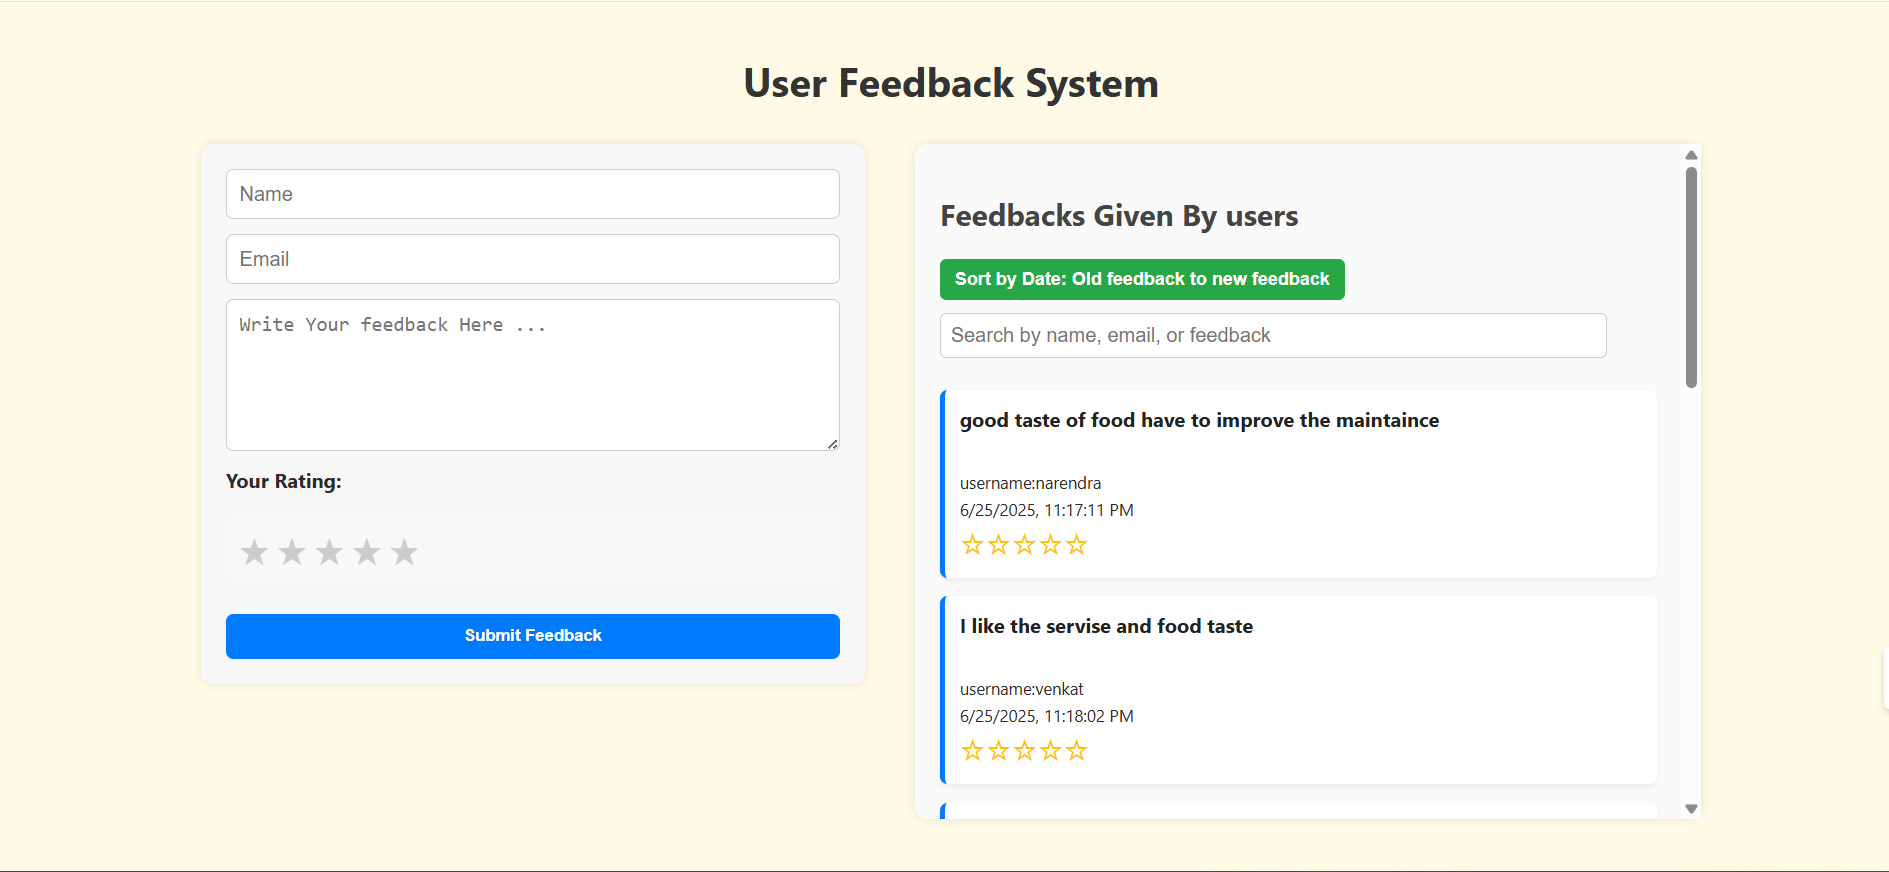 User Feedback System
Name
Email
Write Your feedback Here ...
Your Rating:
Submit Feedback
Feedbacks Given By users
Sort by Date: Old feedback to new feedback
Search by name, email, or feedback
good taste of food have to improve the maintaince
username:narendra
6/25/2025, 11:17:11 PM
I like the servise and food taste
username:venkat
6/25/2025, 11:18:02 PM